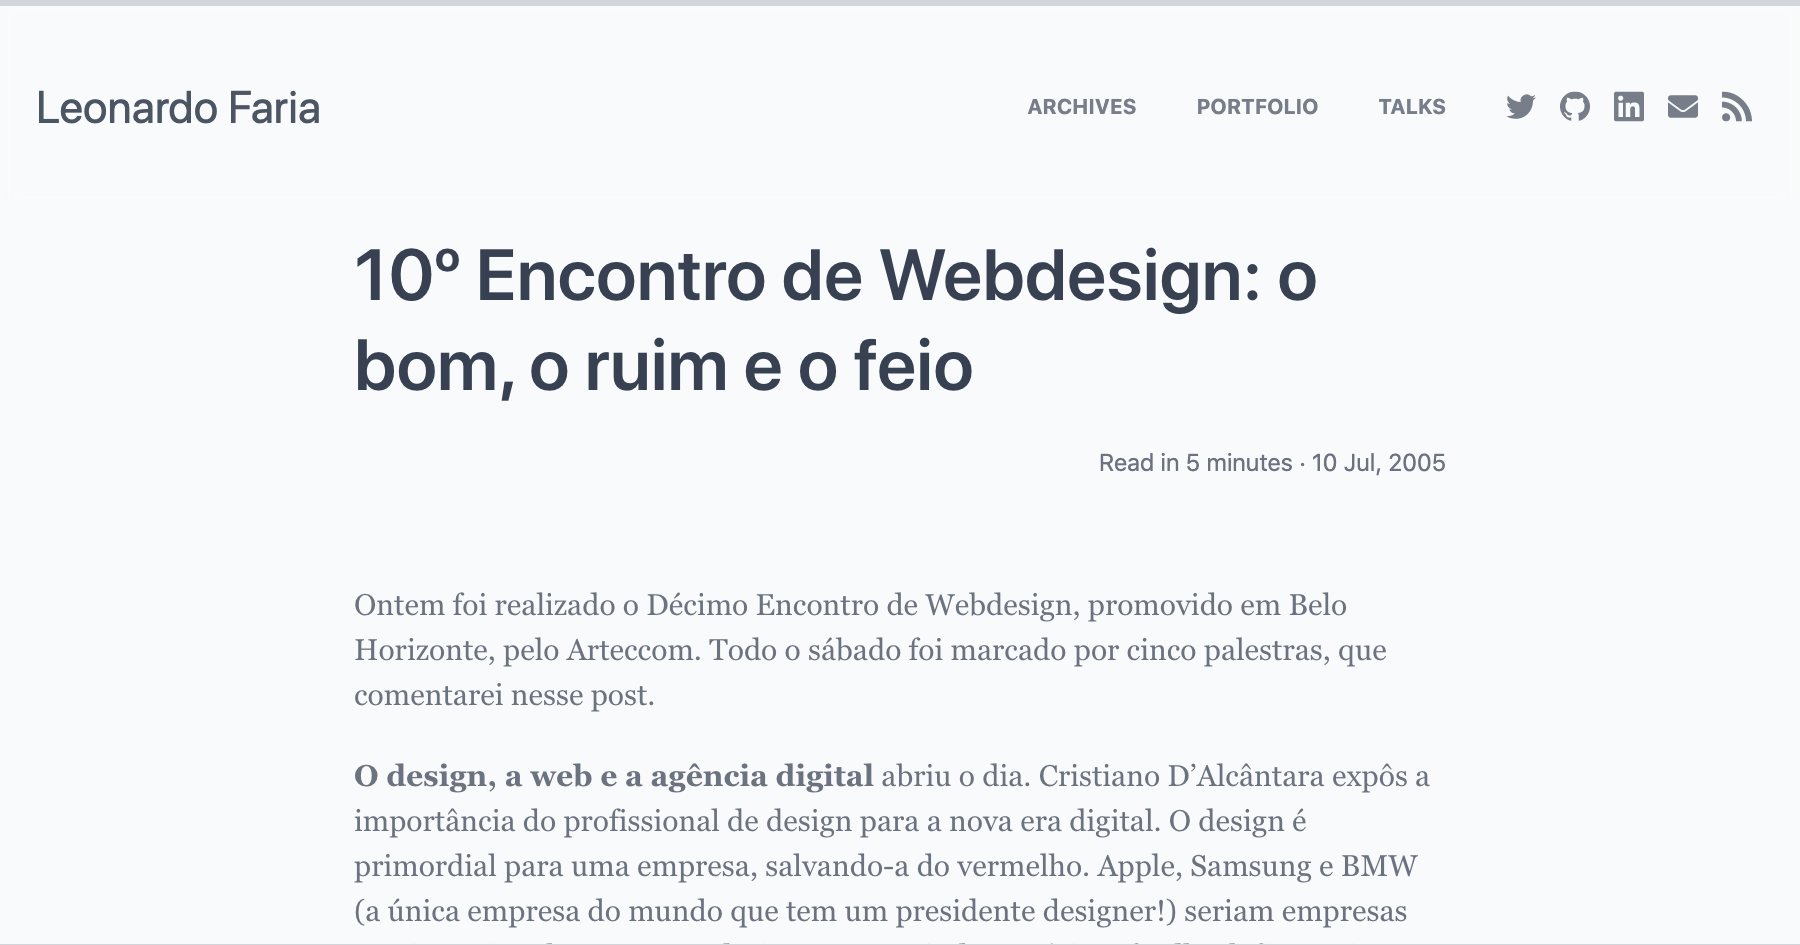 Leonardo Faria
ARCHIVES PORTFOLIO TALKS
10º Encontro de Webdesign: o
bom, o ruim e o feio
Read in 5 minutes · 10 Jul, 2005
Ontem foi realizado o Décimo Encontro de Webdesign, promovido em Belo
Horizonte, pelo Arteccom. Todo o sábado foi marcado por cinco palestras, que
comentarei nesse post.
O design, a web e a agência digital abriu o dia. Cristiano D’Alcântara expôs a
importância do profissional de design para a nova era digital. O design é
primordial para uma empresa, salvando-a do vermelho. Apple, Samsung e BMW
(a única empresa do mundo que tem um presidente designer!) seriam empresas